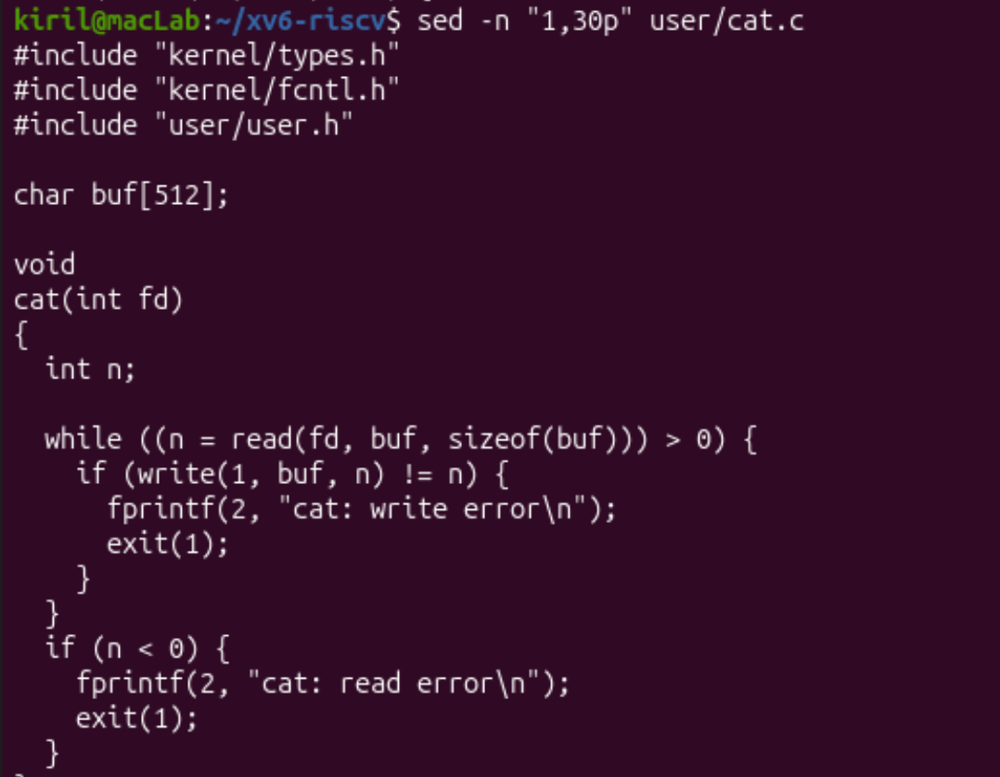 kiril@macLab:~/xv6-riscv$ sed -n "1,30p" user/cat.c
#include "kernel/types.h"
#include "kernel/fcntl.h"
#include "user/user.h"

char buf[512];

void
cat(int fd)
{
  int n;

  while ((n = read(fd, buf, sizeof(buf))) > 0) {
    if (write(1, buf, n) != n) {
      fprintf(2, "cat: write error\n");
      exit(1);
    }
  }
  if (n < 0) {
    fprintf(2, "cat: read error\n");
    exit(1);
  }